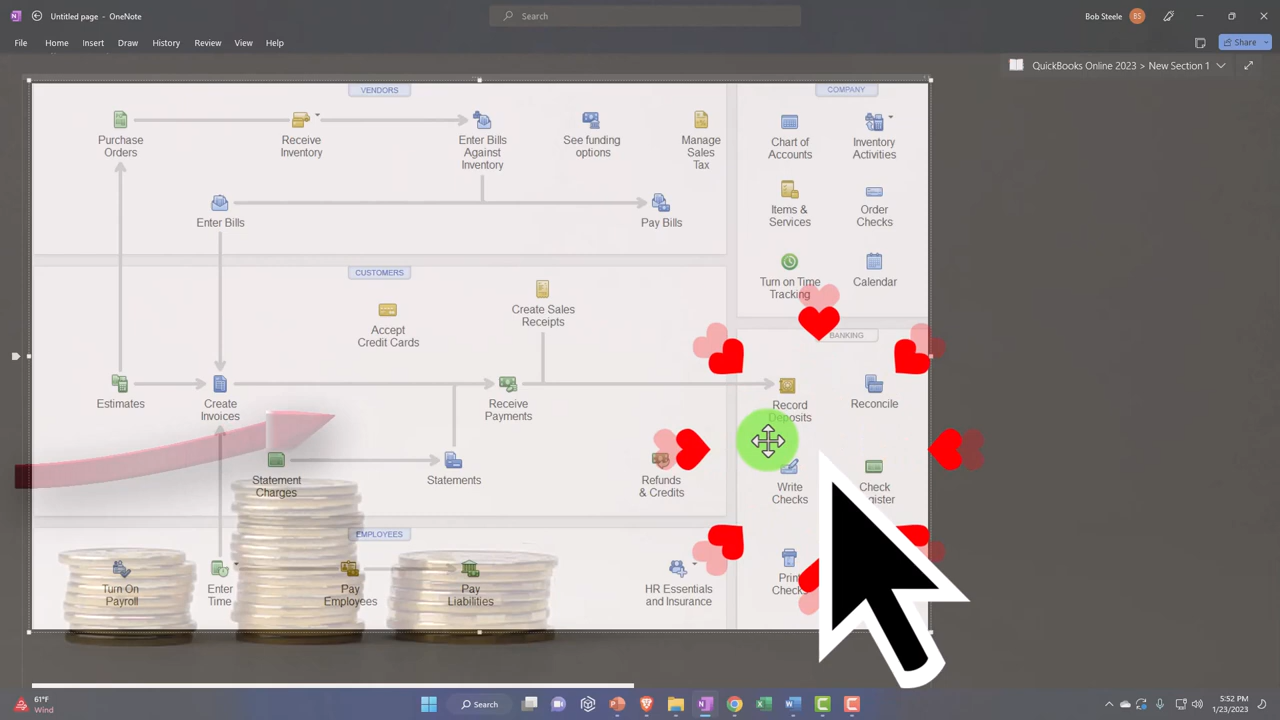 Untitled page - OneNote
Search
Bob Steele
BS
File
Home
Insert
Draw
History
Review
View
Help
Share
QuickBooks Online 2023 > New Section 1
VENDORS
Purchase
Orders
Receive
Inventory
Enter Bills
Against
Inventory
See funding
options
Manage
Sales
Tax
Enter Bills
Pay Bills
COMPANY
Chart of
Accounts
Inventory
Activities
Items &
Services
Order
Checks
Turn on Time
Tracking
Calendar
CUSTOMERS
Create Sales
Receipts
Accept
Credit Cards
Estimates
Create
Invoices
Receive
Payments
Statement
Charges
Statements
Refunds
& Credits
BANKING
Record
Deposits
Reconcile
Write
Checks
Check
Print
Checks
EMPLOYEES
Turn On
Payroll
Enter
Time
Pay
Employees
Pay
Liabilities
HR Essentials
and Insurance
61°F
Wind
Search
5:52 PM
1/23/2023